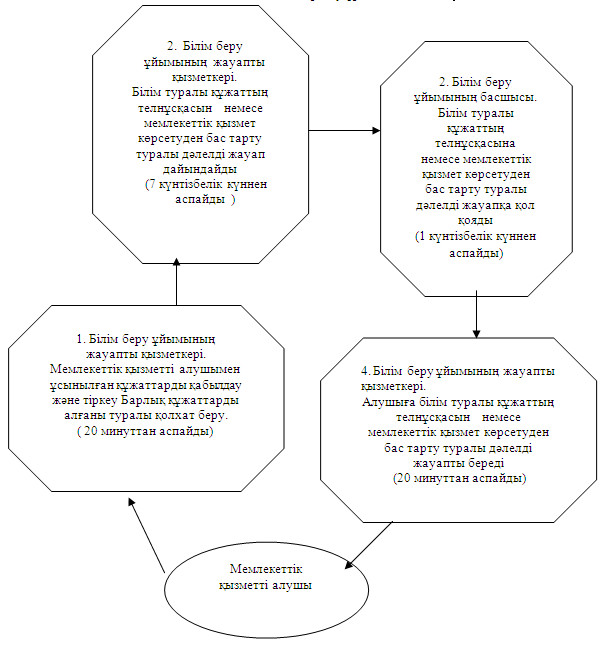 2. Білім беру
ұйымының жауапты
қызметкері.
Білім туралы құжаттың
телнұсқасын немесе
мемлекеттік қызмет
көрсетуден бас тарту
туралы дәлелді жауап
дайындайды
(7 күнтізбелік күннен
аспайды )
2. Білім беру
ұйымының басшысы.
Білім туралы
құжаттың
телнұсқасына
немесе мемлекеттік
қызмет көрсетуден
бас тарту туралы
дәлелді жауапқа қол
қояды
(1 күнтізбелік күннен
аспайды)
1. Білім беру ұйымының
жауапты қызметкері.
Мемлекеттік қызметті алушымен
ұсынылған құжаттарды қабылдау
және тіркеу Барлық құжаттарды
алғаны туралы қолхат беру.
( 20 минуттан аспайды)
4. Білім беру ұйымының жауапты
қызметкері.
Алушыға білім туралы құжаттың
телнұсқасын немесе
мемлекеттік қызмет көрсетуден
бас тарту туралы дәлелді
жауапты береді
(20 минуттан аспайды)
Мемлекеттік
қызметті алушы